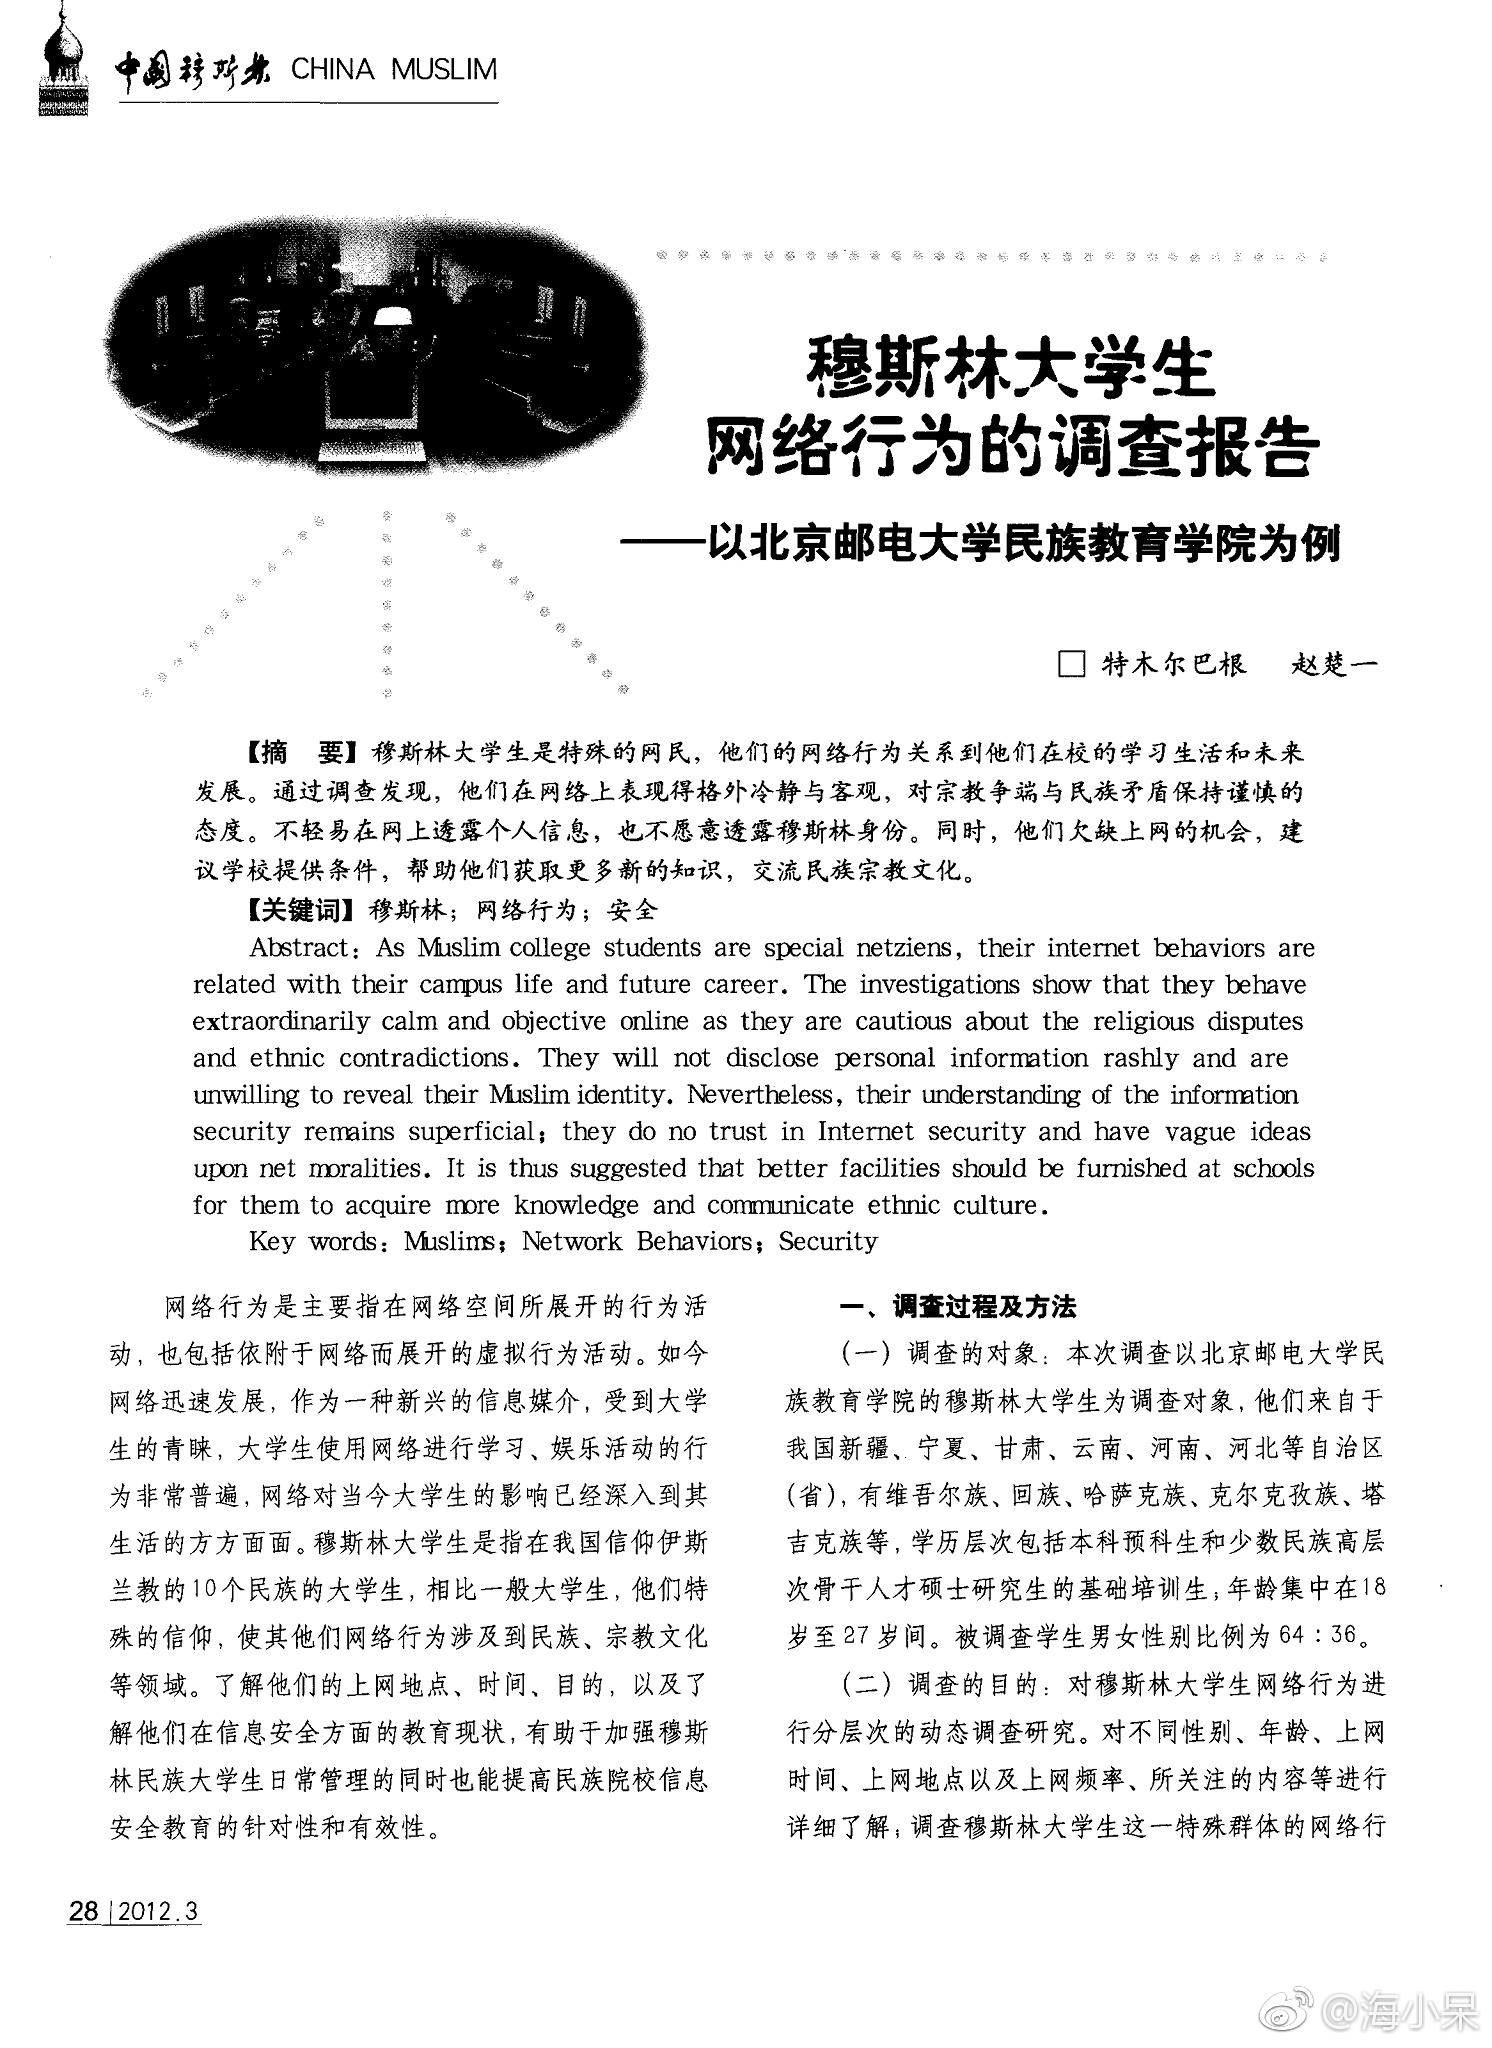 中国穆斯林 CHINA MUSLIM
穆斯林大学生
网络行为的调查报告
——以北京邮电大学民族教育学院为例
□ 特木尔巴根 赵楚一
【摘 要】穆斯林大学生是特殊的网民，他们的网络行为关系到他们在校的学习生活和未来
发展。通过调查发现，他们在网络上表现得格外冷静与客观，对宗教争端与民族矛盾保持谨慎的
态度。不轻易在网上透露个人信息，也不愿意透露穆斯林身份。同时，他们欠缺上网的机会，建
议学校提供条件，帮助他们获取更多新的知识，交流民族宗教文化。
【关键词】穆斯林；网络行为；安全
Abstract: As Muslim college students are special netziens, their internet behaviors are
related with their campus life and future career. The investigations show that they behave
extraordinarily calm and objective online as they are cautious about the religious disputes
and ethnic contradictions. They will not disclose personal information rashly and are
unwilling to reveal their Muslim identity. Nevertheless, their understanding of the information
security remains superficial; they do no trust in Internet security and have vague ideas
upon net moralities. It is thus suggested that better facilities should be furnished at schools
for them to acquire more knowledge and communicate ethnic culture.
Key words: Muslims; Network Behaviors; Security
网络行为是主要指在网络空间所展开的行为活
动，也包括依附于网络而展开的虚拟行为活动。如今
网络迅速发展，作为一种新兴的信息媒介，受到大学
生的青睐，大学生使用网络进行学习、娱乐活动的行
为非常普遍，网络对当今大学生的影响已经深入到其
生活的方方面面。穆斯林大学生是指在我国信仰伊斯
兰教的10个民族的大学生，相比一般大学生，他们特
殊的信仰，使其他们网络行为涉及到民族、宗教文化
等领域。了解他们的上网地点、时间、目的，以及了
解他们在信息安全方面的教育现状，有助于加强穆斯
林民族大学生日常管理的同时也能提高民族院校信息
安全教育的针对性和有效性。
一、调查过程及方法
（一）调查的对象：本次调查以北京邮电大学民
族教育学院的穆斯林大学生为调查对象，他们来自于
我国新疆、宁夏、甘肃、云南、河南、河北等自治区
（省），有维吾尔族、回族、哈萨克族、克尔克孜族、塔
吉克族等，学历层次包括本科预科生和少数民族高层
次骨干人才硕士研究生的基础培训生；年龄集中在18
岁至27岁间。被调查学生男女性别比例为64：36。
（二）调查的目的：对穆斯林大学生网络行为进
行分层次的动态调查研究。对不同性别、年龄、上网
时间、上网地点以及上网频率、所关注的内容等进行
详细了解；调查穆斯林大学生这一特殊群体的网络行
28 | 2012.3
@海小呆